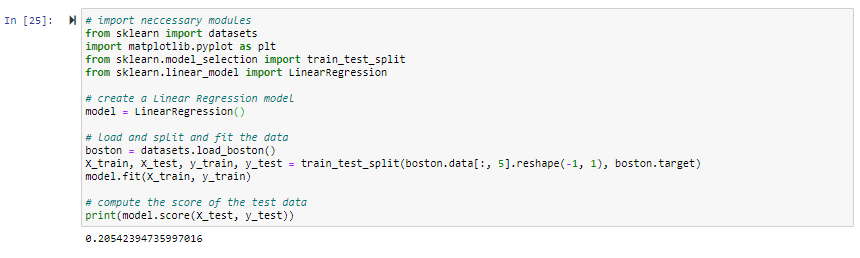 In [25]:
# import neccessary modules
from sklearn import datasets
import matplotlib.pyplot as plt
from sklearn.model_selection import train_test_split
from sklearn.linear_model import LinearRegression
# create a Linear Regression model
model = LinearRegression()
# load and split and fit the data
boston = datasets.load_boston()
X_train, X_test, y_train, y_test = train_test_split(boston.data[:, 5].reshape(-1, 1), boston.target)
model.fit(X_train, y_train)
# compute the score of the test data
print(model.score(X_test, y_test))
0.20542394735997016